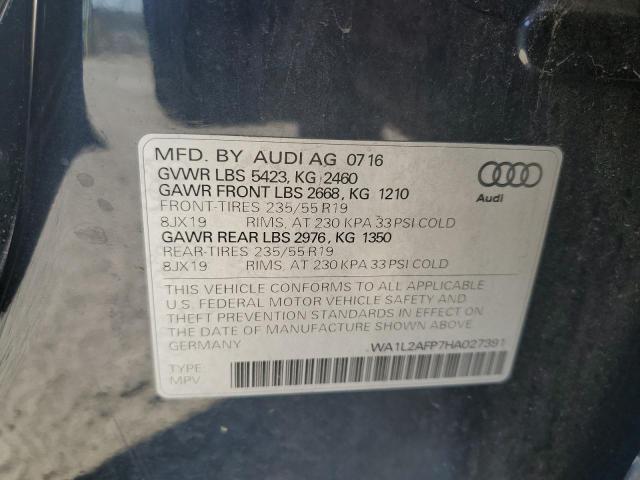 MFD. BY AUDI AG 07 16
GVWR LBS 5423, KG 2460
GAWR FRONT LBS 2668, KG 1210
FRONT-TIRES 235/55 R19
8JX19 RIMS, AT 230 KPA 33 PSI COLD
GAWR REAR LBS 2976, KG 1350
REAR-TIRES 235/55 R19
8JX19 RIMS, AT 230 KPA 33 PSI COLD
Audi
THIS VEHICLE CONFORMS TO ALL APPLICABLE
U.S. FEDERAL MOTOR VEHICLE SAFETY AND
THEFT PREVENTION STANDARDS IN EFFECT ON
THE DATE OF MANUFACTURE SHOWN ABOVE.
GERMANY WA1L2AFP7HA027391
TYPE:
MPV